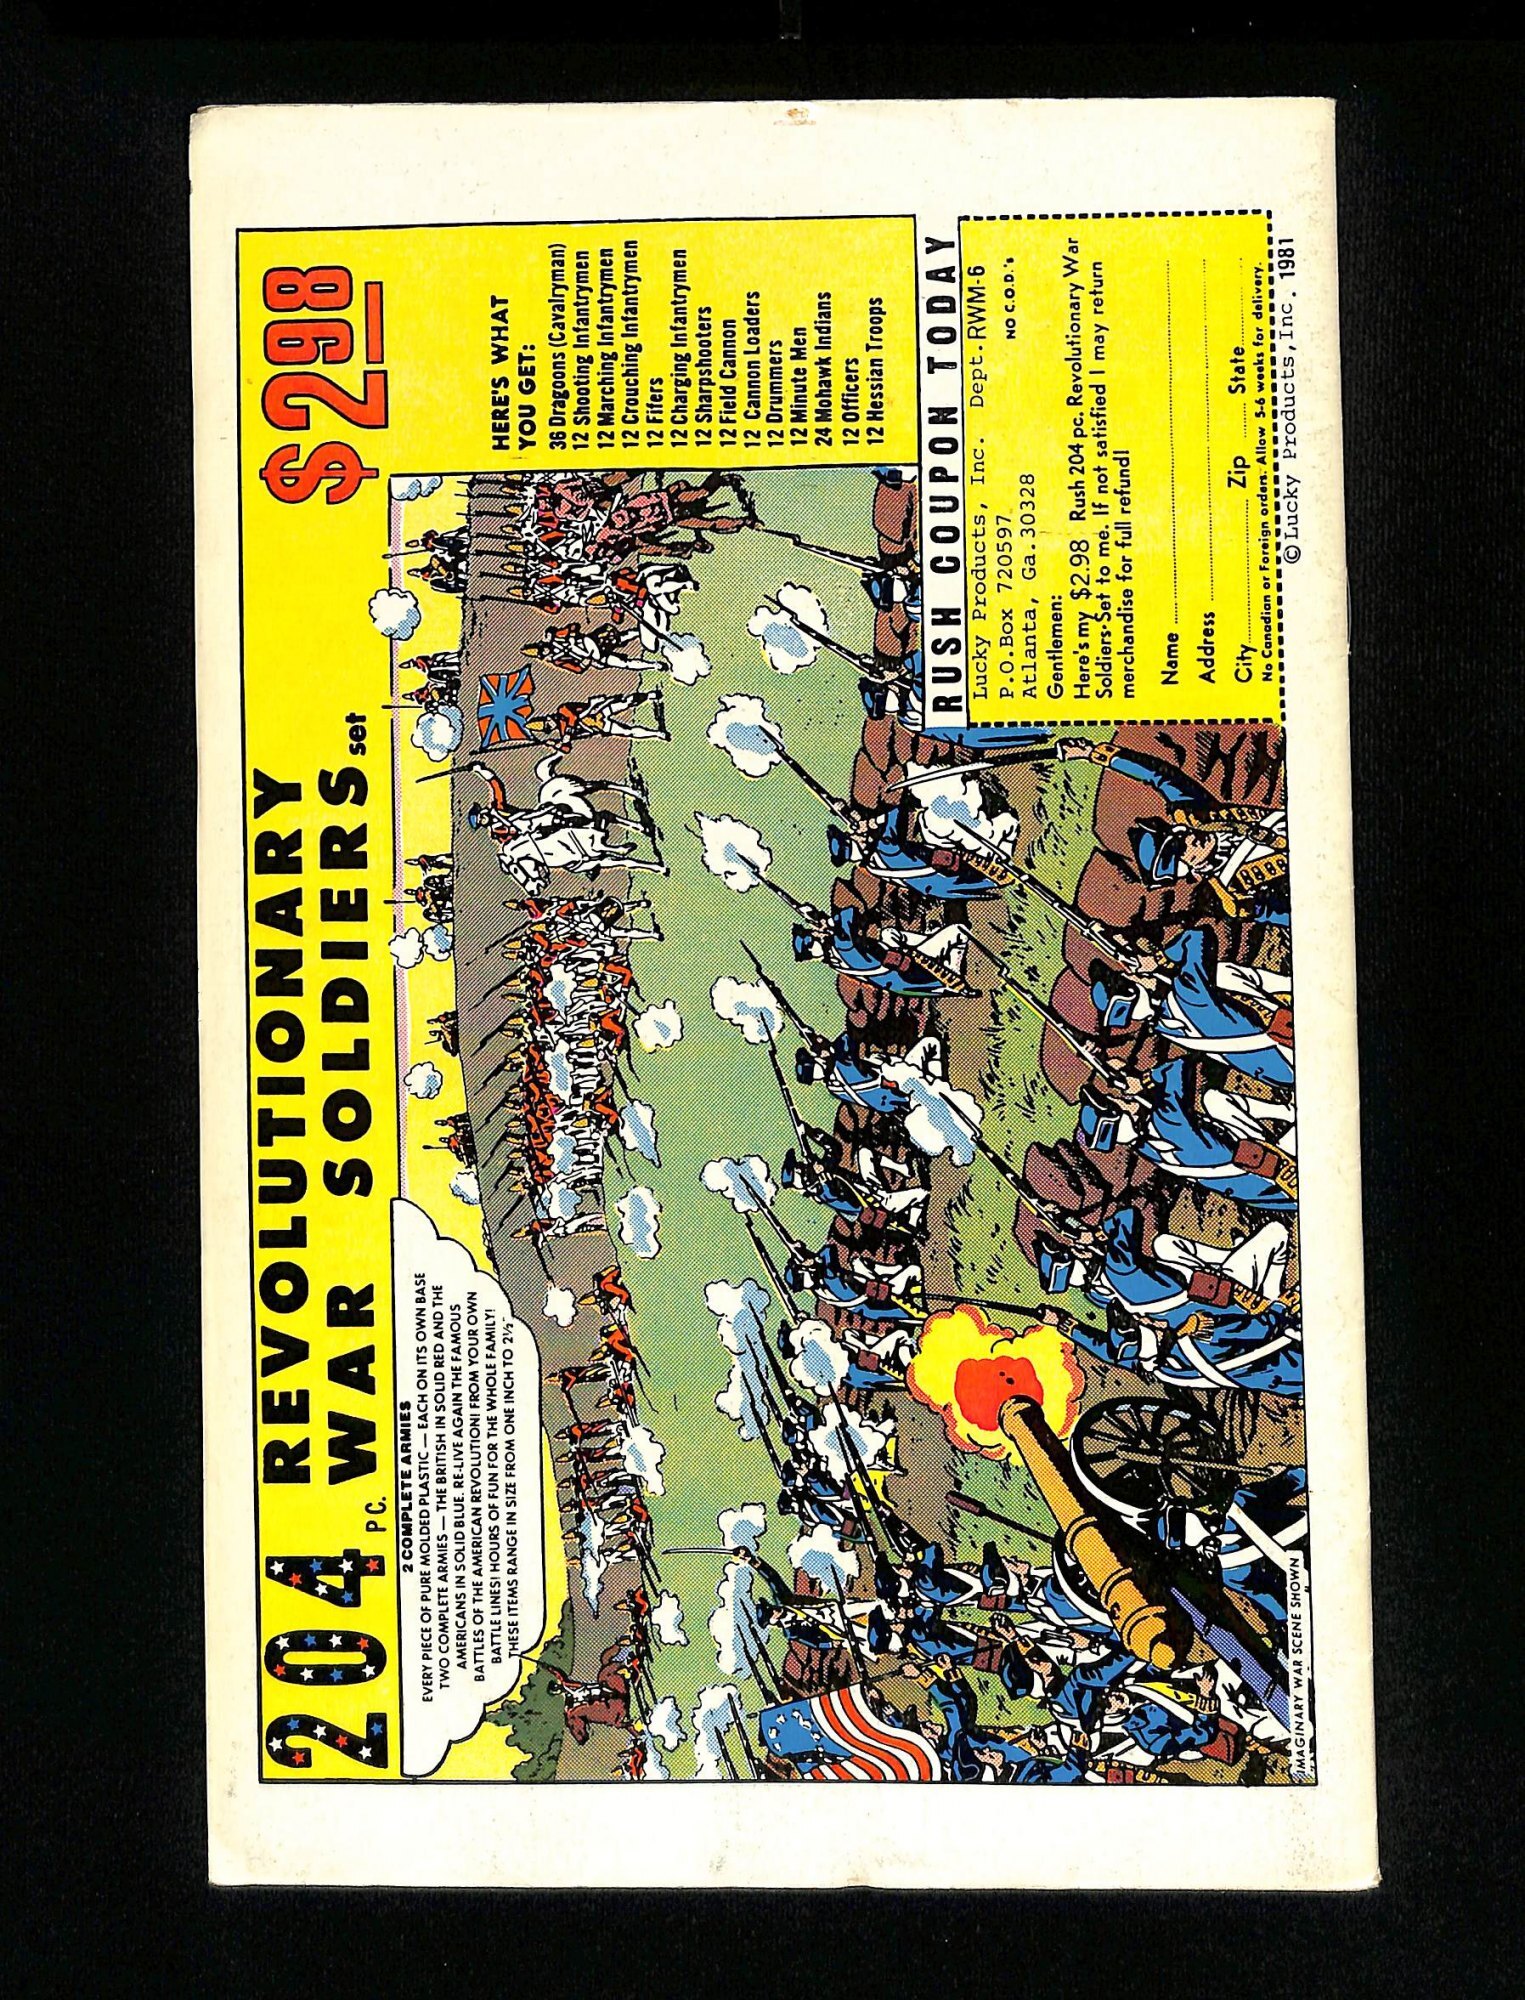 204 PC. REVOLUTIONARY
WAR SOLDIERS set
$2.98
2 COMPLETE ARMIES
EVERY PIECE OF PURE MOLDED PLASTIC — EACH ON ITS OWN BASE
TWO COMPLETE ARMIES — THE BRITISH IN SOLID RED AND THE
AMERICANS IN SOLID BLUE. RE-LIVE AGAIN THE FAMOUS
BATTLES OF THE AMERICAN REVOLUTION! FROM YOUR OWN
BATTLE LINES! HOURS OF FUN FOR THE WHOLE FAMILY!
THESE ITEMS RANGE IN SIZE FROM ONE INCH TO 2½"
HERE'S WHAT
YOU GET:
36 Dragoons (Cavalryman)
12 Shooting Infantrymen
12 Marching Infantrymen
12 Crouching Infantrymen
12 Fifers
12 Charging Infantrymen
12 Sharpshooters
12 Field Cannon
12 Cannon Loaders
12 Drummers
12 Minute Men
24 Mohawk Indians
12 Officers
12 Hessian Troops
RUSH COUPON TODAY
Lucky Products, Inc. Dept.RWM-6
P.O.Box 720597 NO C.O.D.'s
Atlanta, Ga.30328
Gentlemen:
Here's my $2.98 Rush 204 pc. Revolutionary War
Soldiers Set to me. If not satisfied I may return
merchandise for full refund!
Name
Address
City Zip State
No Canadian or Foreign orders. Allow 5-6 weeks for delivery.
© Lucky Products,Inc. 1981
IMAGINARY WAR SCENE SHOWN